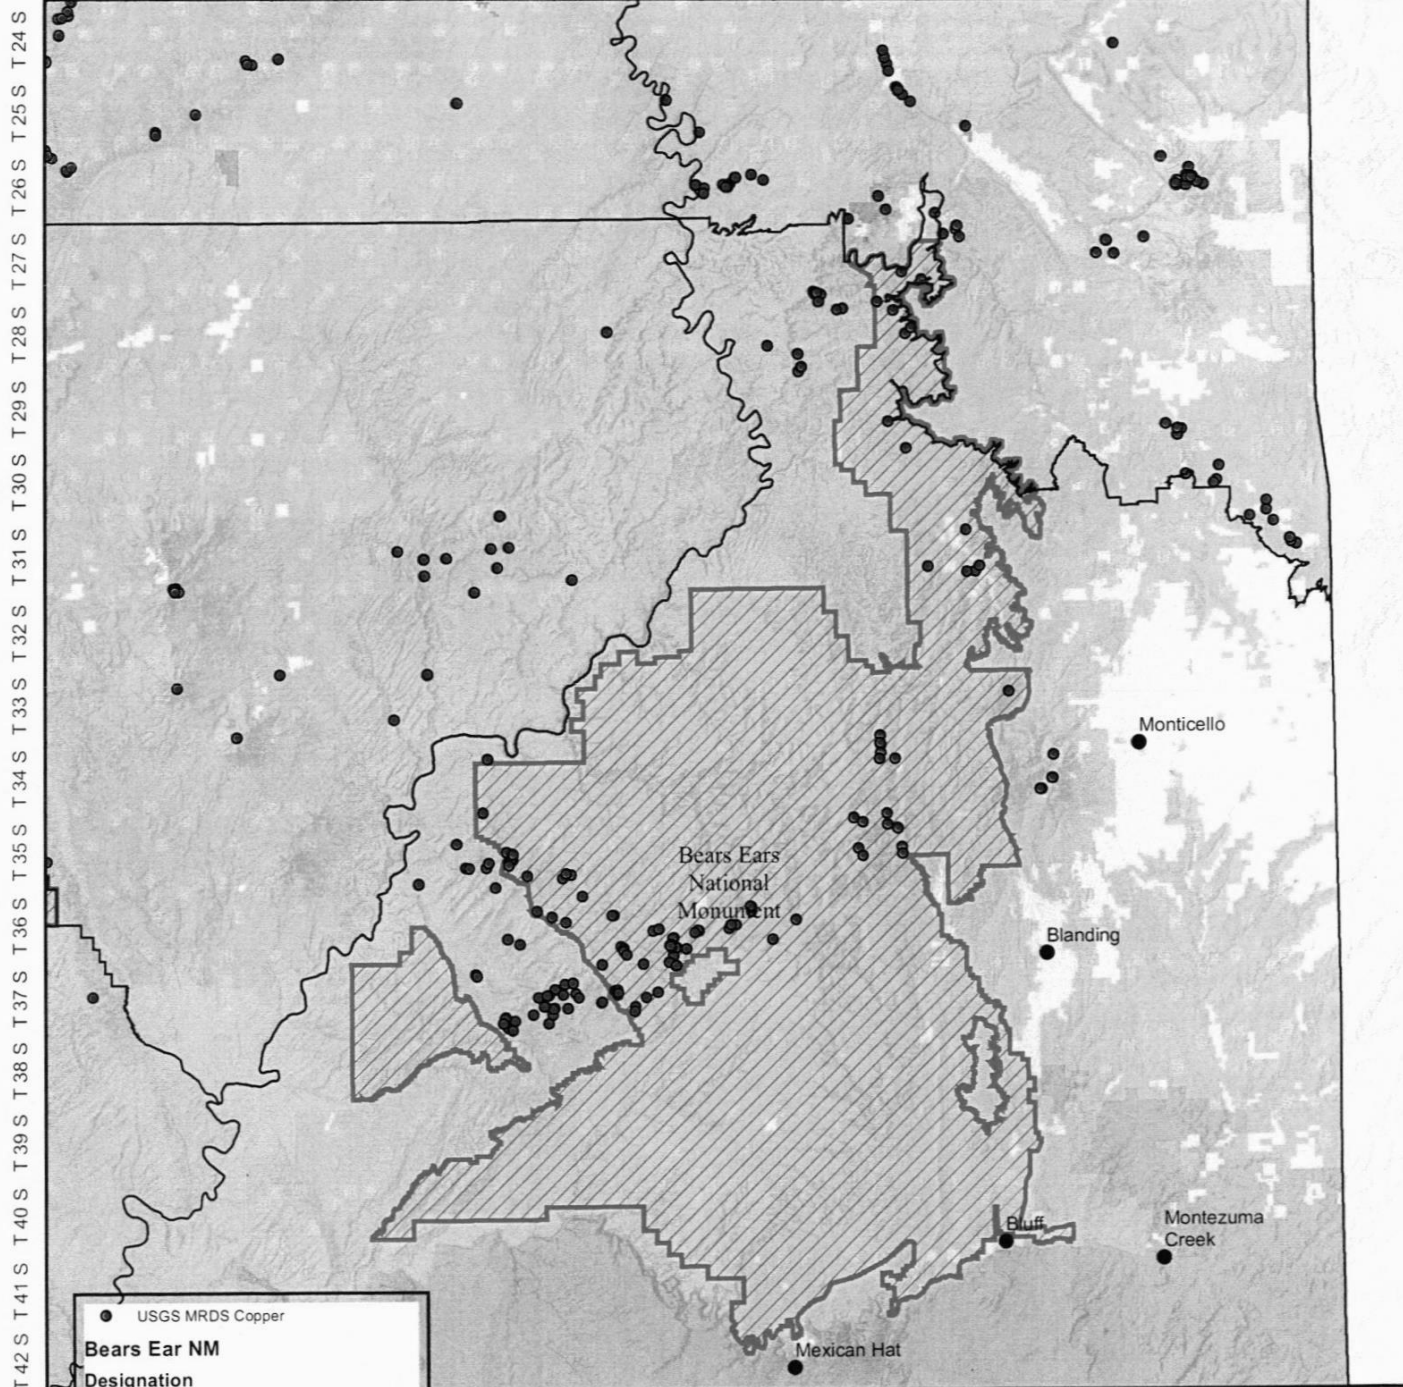 T 24 S
T 25 S
T 26 S
T 27 S
T 28 S
T 29 S
T 30 S
T 31 S
T 32 S
T 33 S
T 34 S
T 35 S
T 36 S
T 37 S
T 38 S
T 39 S
T 40 S
T 41 S
T 42 S
Monticello
Bears Ears
National
Monument
Blanding
Bluff
Montezuma
Creek
Mexican Hat
USGS MRDS Copper
Bears Ear NM
Designation